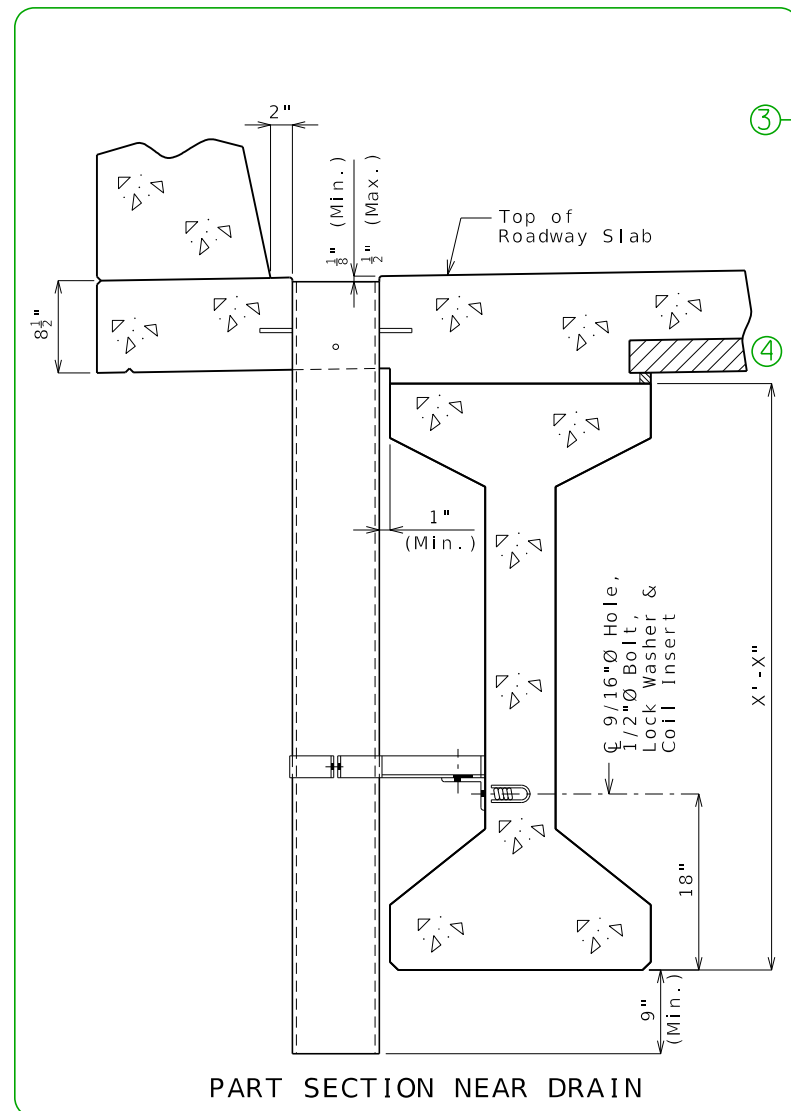 2"
3
1/8" (Min.)
1/2" (Max.)
Top of
Roadway Slab
8 1/2"
4
1"
(Min.)
℄ 9/16"Ø Hole,
1/2"Ø Bolt,
Lock Washer &
Coil Insert
X'-X"
18"
9"
(Min.)
PART SECTION NEAR DRAIN